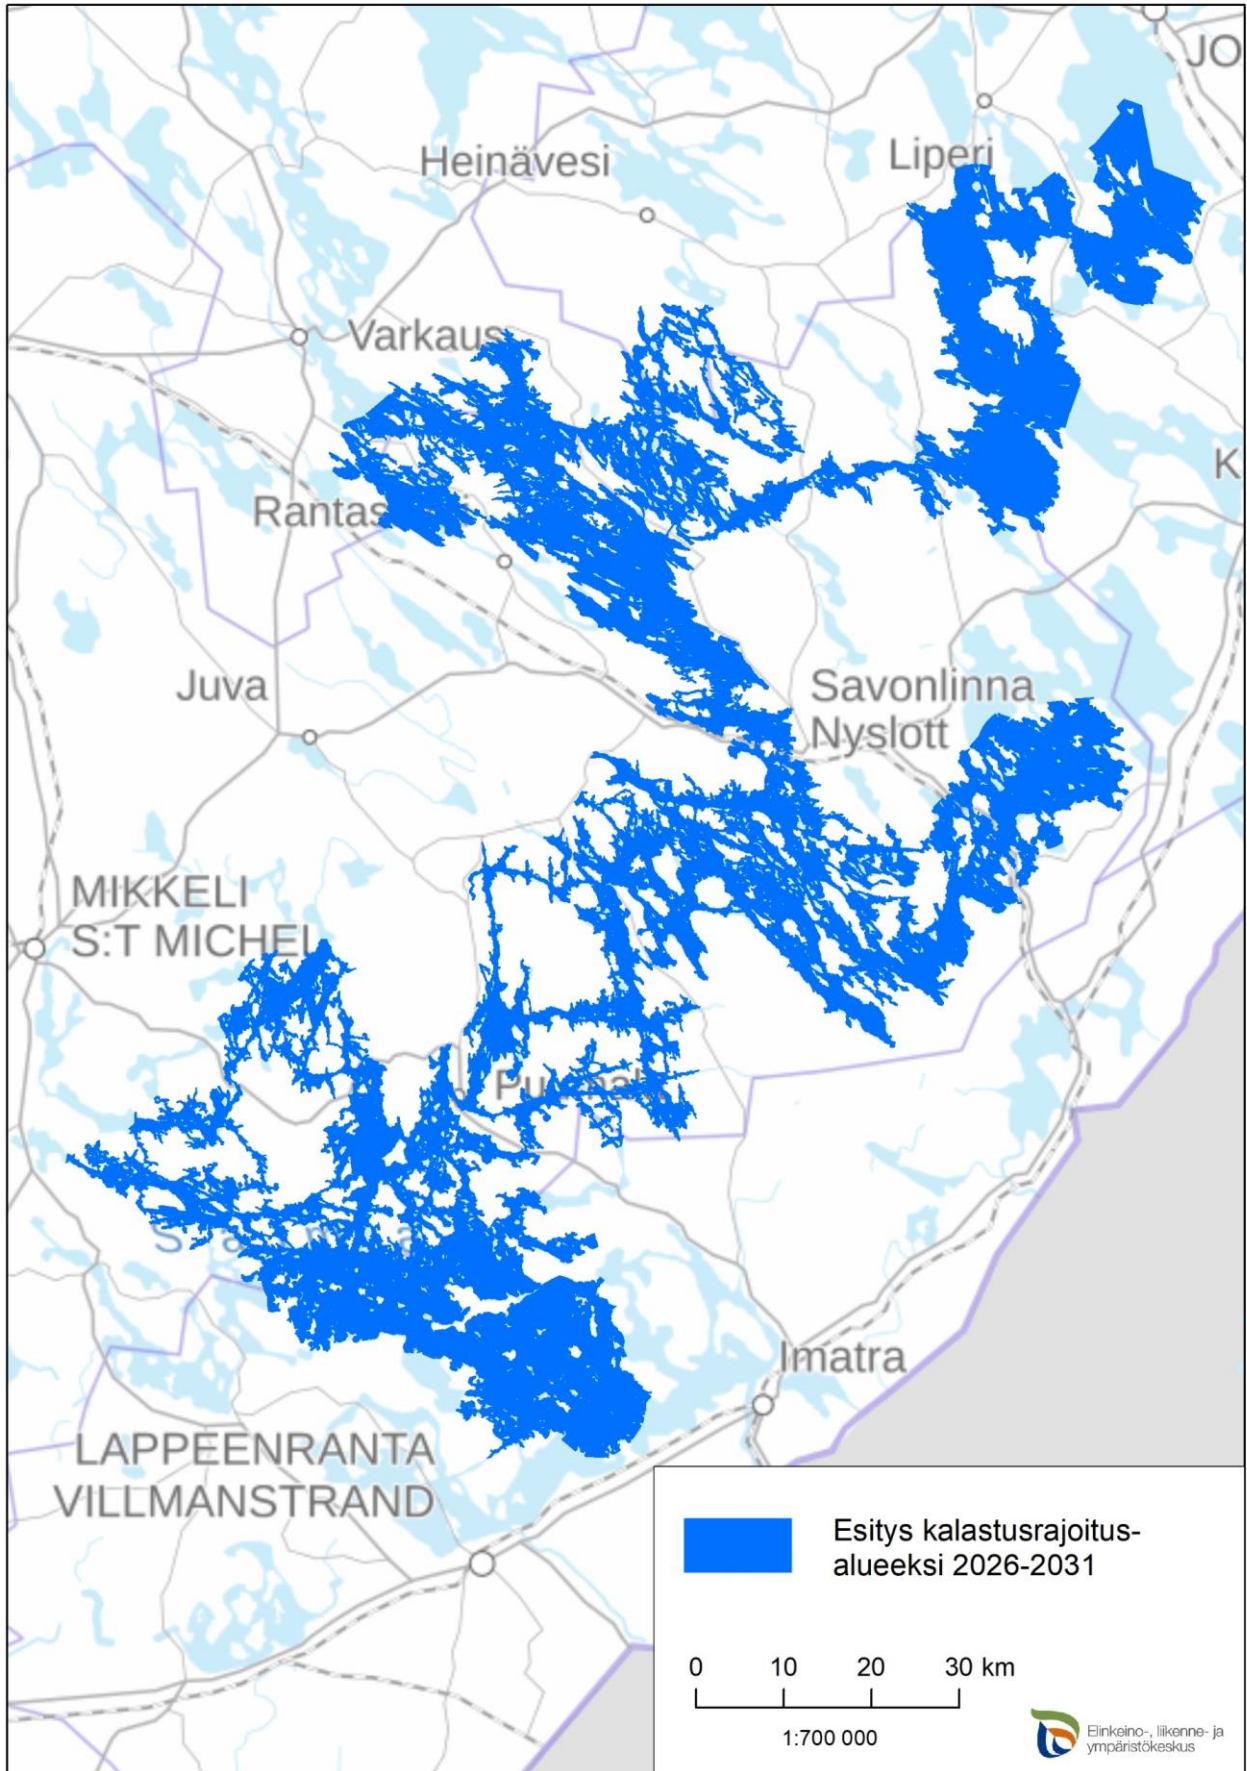 JO
Liperi
Heinävesi
Varkaus
K
Rantas
Juva
Savonlinna
Nyslott
MIKKELI
S:T MICHEL
Imatra
LAPPEENRANTA
VILLMANSTRAND
Esitys kalastusrajoitus-
alueeksi 2026-2031
0 10 20 30 km
1:700 000
Elinkeino-, liikenne- ja
ympäristökeskus